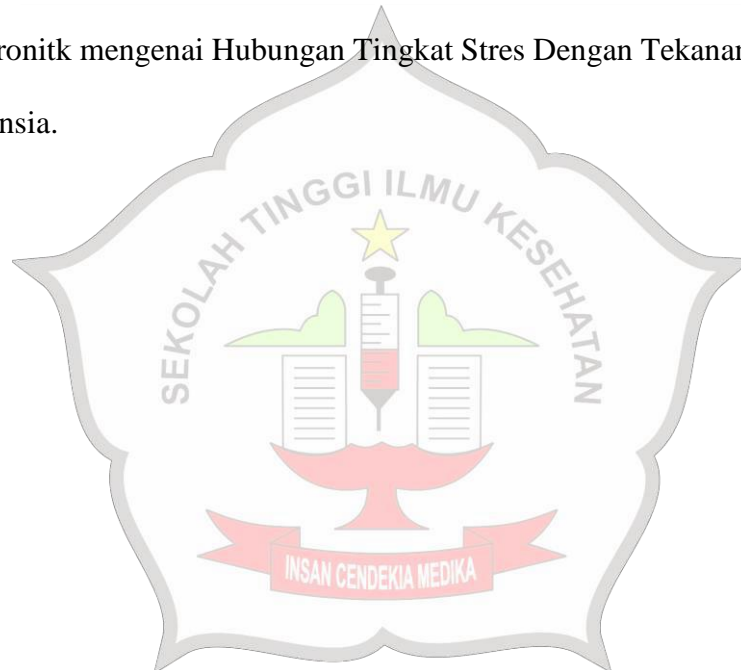 ronitk mengenai Hubungan Tingkat Stres Dengan Tekanan
nsia.
SEKOLAH TINGGI ILMU KESEHATAN
INSAN CENDEKIA MEDIKA